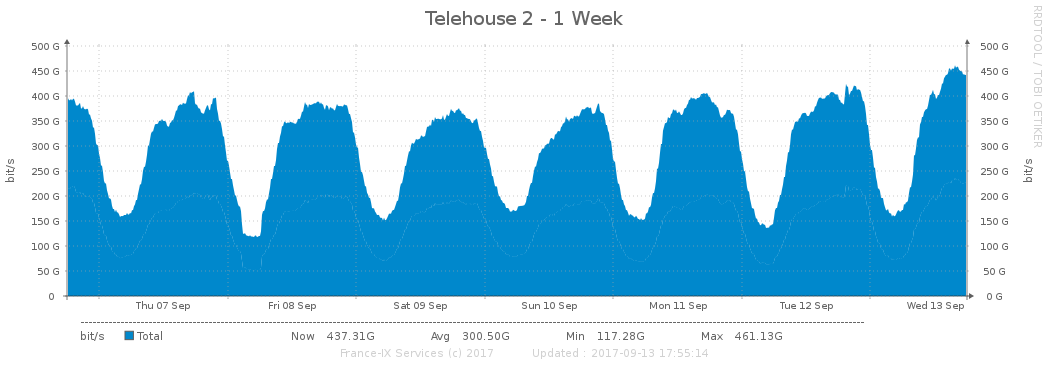 Telehouse 2 - 1 Week
RRDTOOL / TOBI OETIKER
500 G 500 G
450 G 450 G
400 G 400 G
350 G 350 G
300 G 300 G
250 G 250 G
200 G 200 G
150 G 150 G
100 G 100 G
50 G 50 G
0 0 G
bit/s bit/s
Thu 07 Sep Fri 08 Sep Sat 09 Sep Sun 10 Sep Mon 11 Sep Tue 12 Sep Wed 13 Sep
bit/s Total Now 437.31G Avg 300.50G Min 117.28G Max 461.13G
France-IX Services (c) 2017 Updated : 2017-09-13 17:55:14